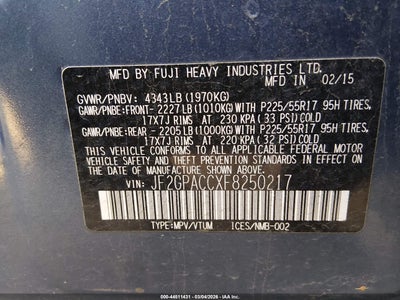 MFD BY FUJI HEAVY INDUSTRIES LTD. 02/15
GVWR/PNBV: 4343LB (1970KG)
GAWR/PNBE:FRONT- 2227LB(1010KG)WITH P225/55R17 95H TIRES,
17X7J RIMS AT 230 KPA (33 PSI)COLD
GAWR/PNBE:REAR - 2205LB(1000KG)WITH P225/55R17 95H TIRES,
17X7J RIMS AT 220 KPA(32 PSI)COLD
THIS VEHICLE CONFORMS TO ALL APPLICABLE FEDERAL MOTOR
VEHICLE SAFETY, BUMPER, AND THEFT PREVENTION STANDARDS IN
EFFECT ON THE DATE OF MANUFACTURE SHOWN ABOVE.
VIN: JF2GPACCXF8250217
TYPE:MPV/VTUM ICES/NMB-002
000-44511431 - 03/04/2026 - IAA Holdings, LLC